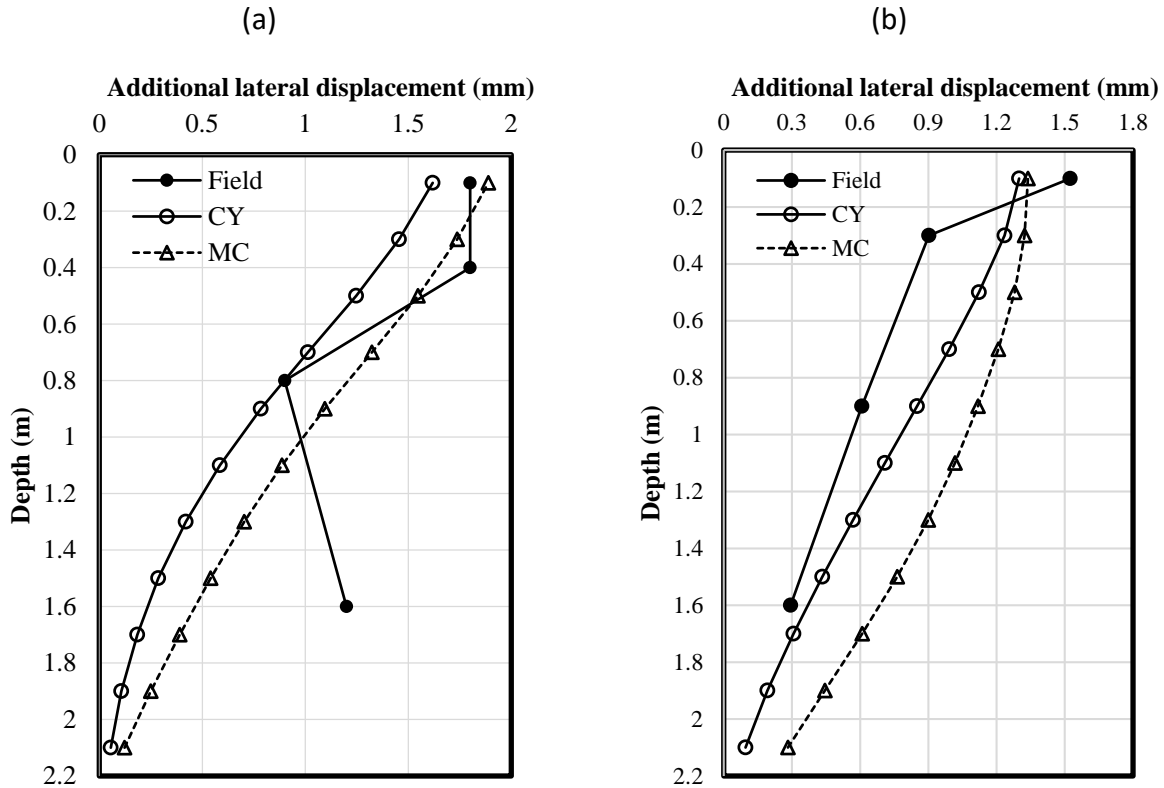 (a)
Additional lateral displacement (mm)
0 0.5 1 1.5 2
0
0.2
0.4
0.6
0.8
1
1.2
1.4
1.6
1.8
2
2.2
Depth (m)
Field
CY
MC
(b)
Additional lateral displacement (mm)
0 0.3 0.6 0.9 1.2 1.5 1.8
0
0.2
0.4
0.6
0.8
1
1.2
1.4
1.6
1.8
2
2.2
Depth (m)
Field
CY
MC